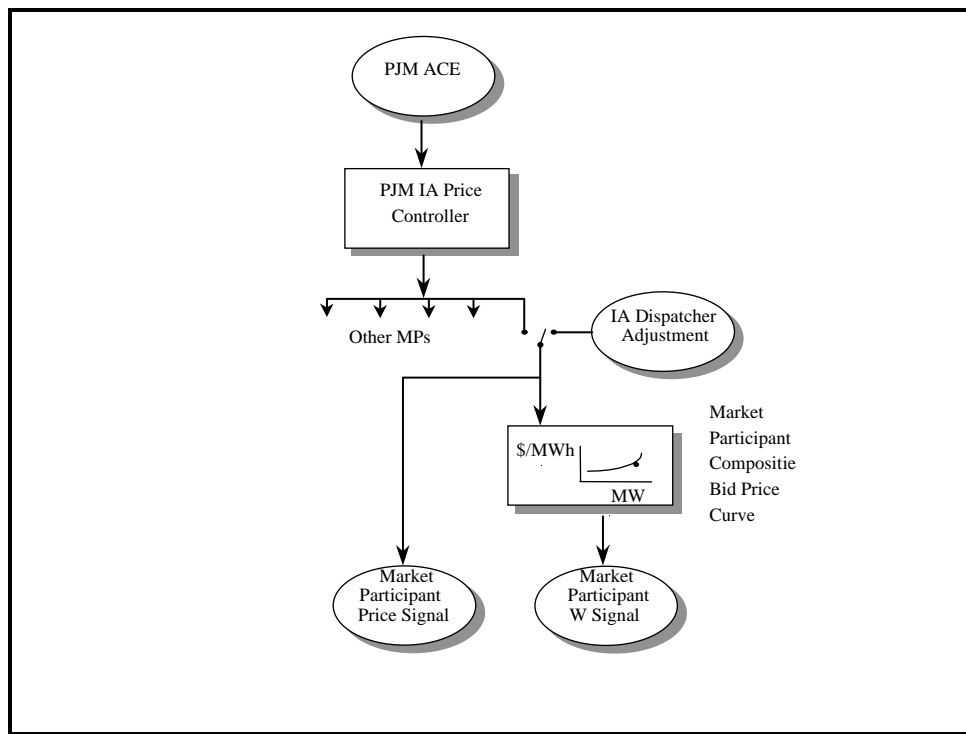 PJM ACE
PJM IA Price
Controller
Other MPs
IA Dispatcher
Adjustment
$/MWh
MW
Market
Participant
Compositie
Bid Price
Curve
Market
Participant
Price Signal
Market
Participant
W Signal